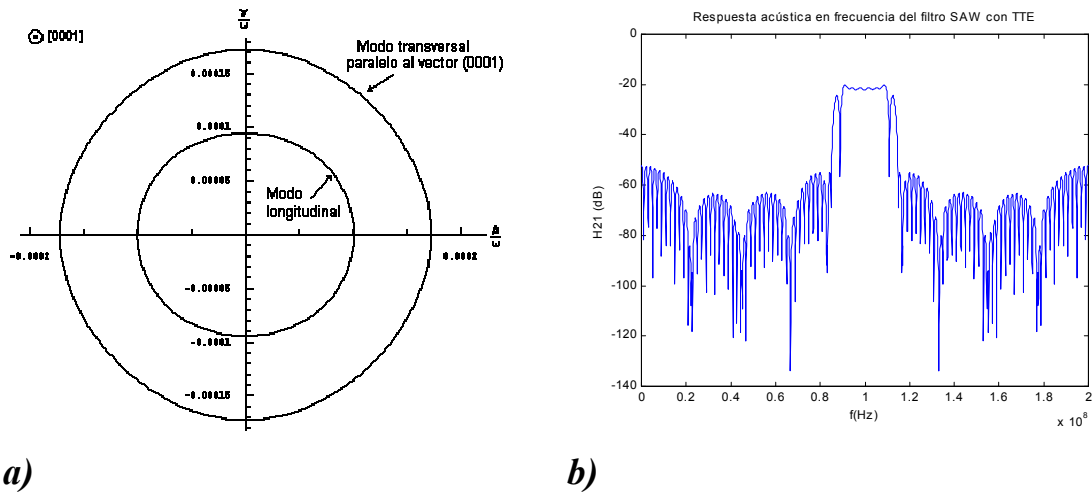 [0001]
Modo transversal
paralelo al vector (0001)
0.00015
0.0001
0.00005
Modo
longitudinal
-0.0002
0.0002
-0.00005
-0.0001
-0.00015
a)
Respuesta acústica en frecuencia del filtro SAW con TTE
H21 (dB)
0
-20
-40
-60
-80
-100
-120
-140
0 0.2 0.4 0.6 0.8 1 1.2 1.4 1.6 1.8 2
f(Hz)
x 10^8
b)